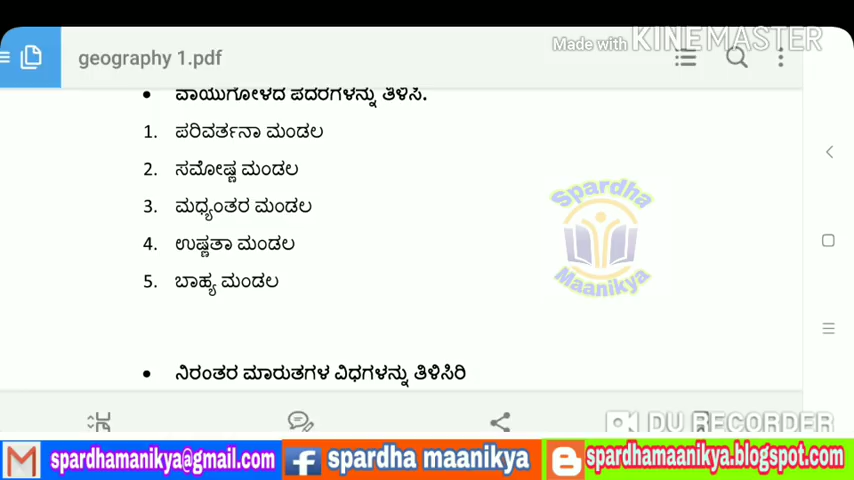 Made with KINEMASTER
geography 1.pdf
• ವಾಯುಗೋಳದ ಪದರಗಳನ್ನು ತಿಳಿಸಿ.
1. ಪರಿವರ್ತನಾ ಮಂಡಲ
2. ಸಮೋಷ್ಣ ಮಂಡಲ
3. ಮಧ್ಯಂತರ ಮಂಡಲ
4. ಉಷ್ಣತಾ ಮಂಡಲ
5. ಬಾಹ್ಯ ಮಂಡಲ
Spardha
Maanikya
• ನಿರಂತರ ಮಾರುತಗಳ ವಿಧಗಳನ್ನು ತಿಳಿಸಿರಿ
DU RECORDER
spardhamanikya@gmail.com spardha maanikya spardhamaanikya.blogspot.com